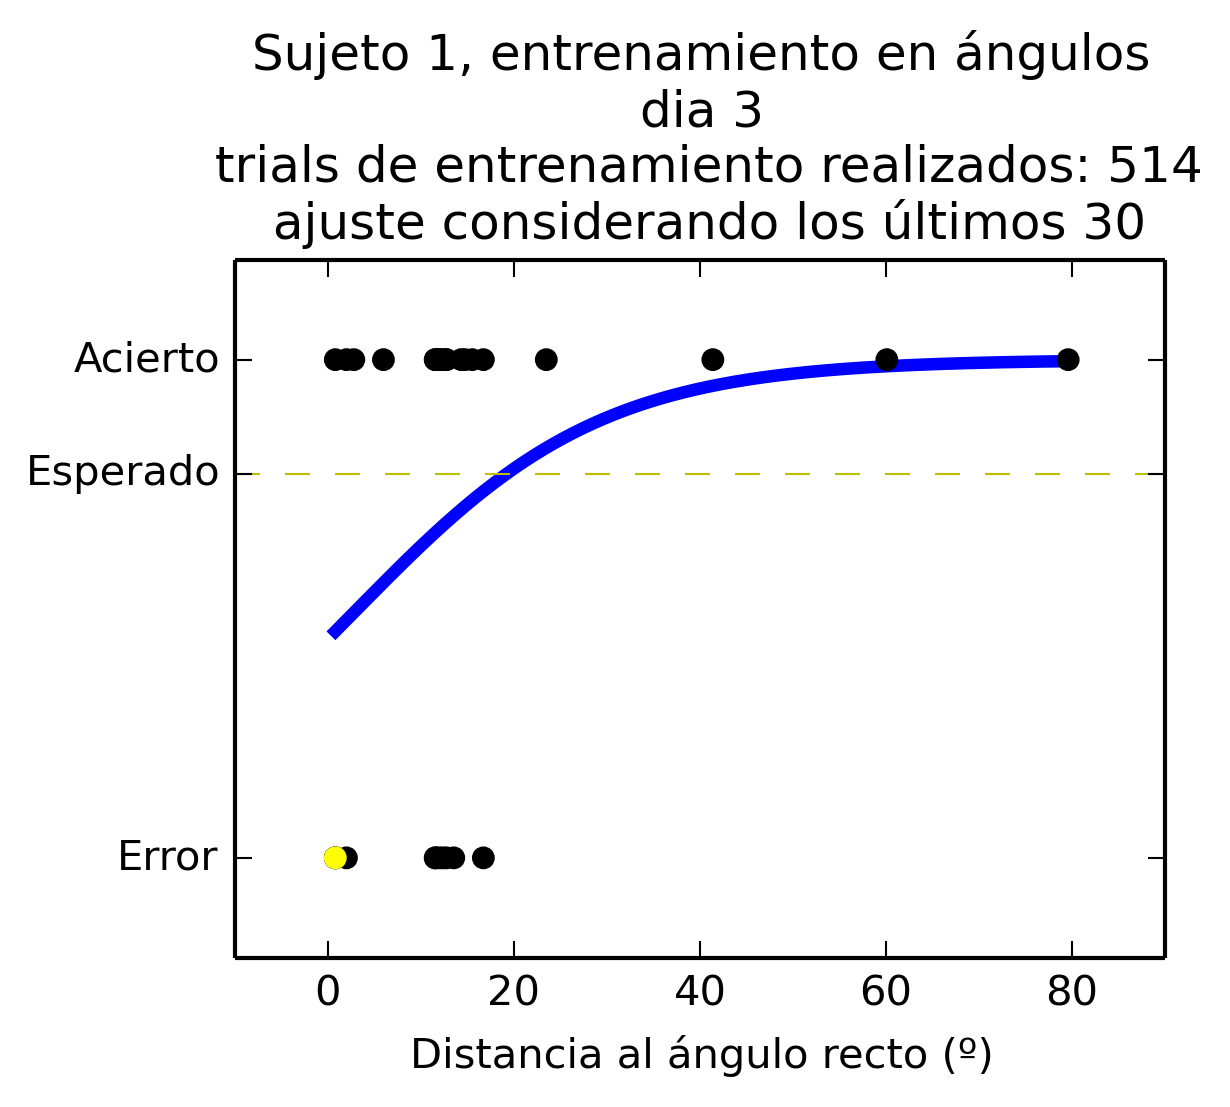 Sujeto 1, entrenamiento en ángulos
dia 3
trials de entrenamiento realizados: 514
ajuste considerando los últimos 30
Acierto
Esperado
Error
0 20 40 60 80
Distancia al ángulo recto (º)